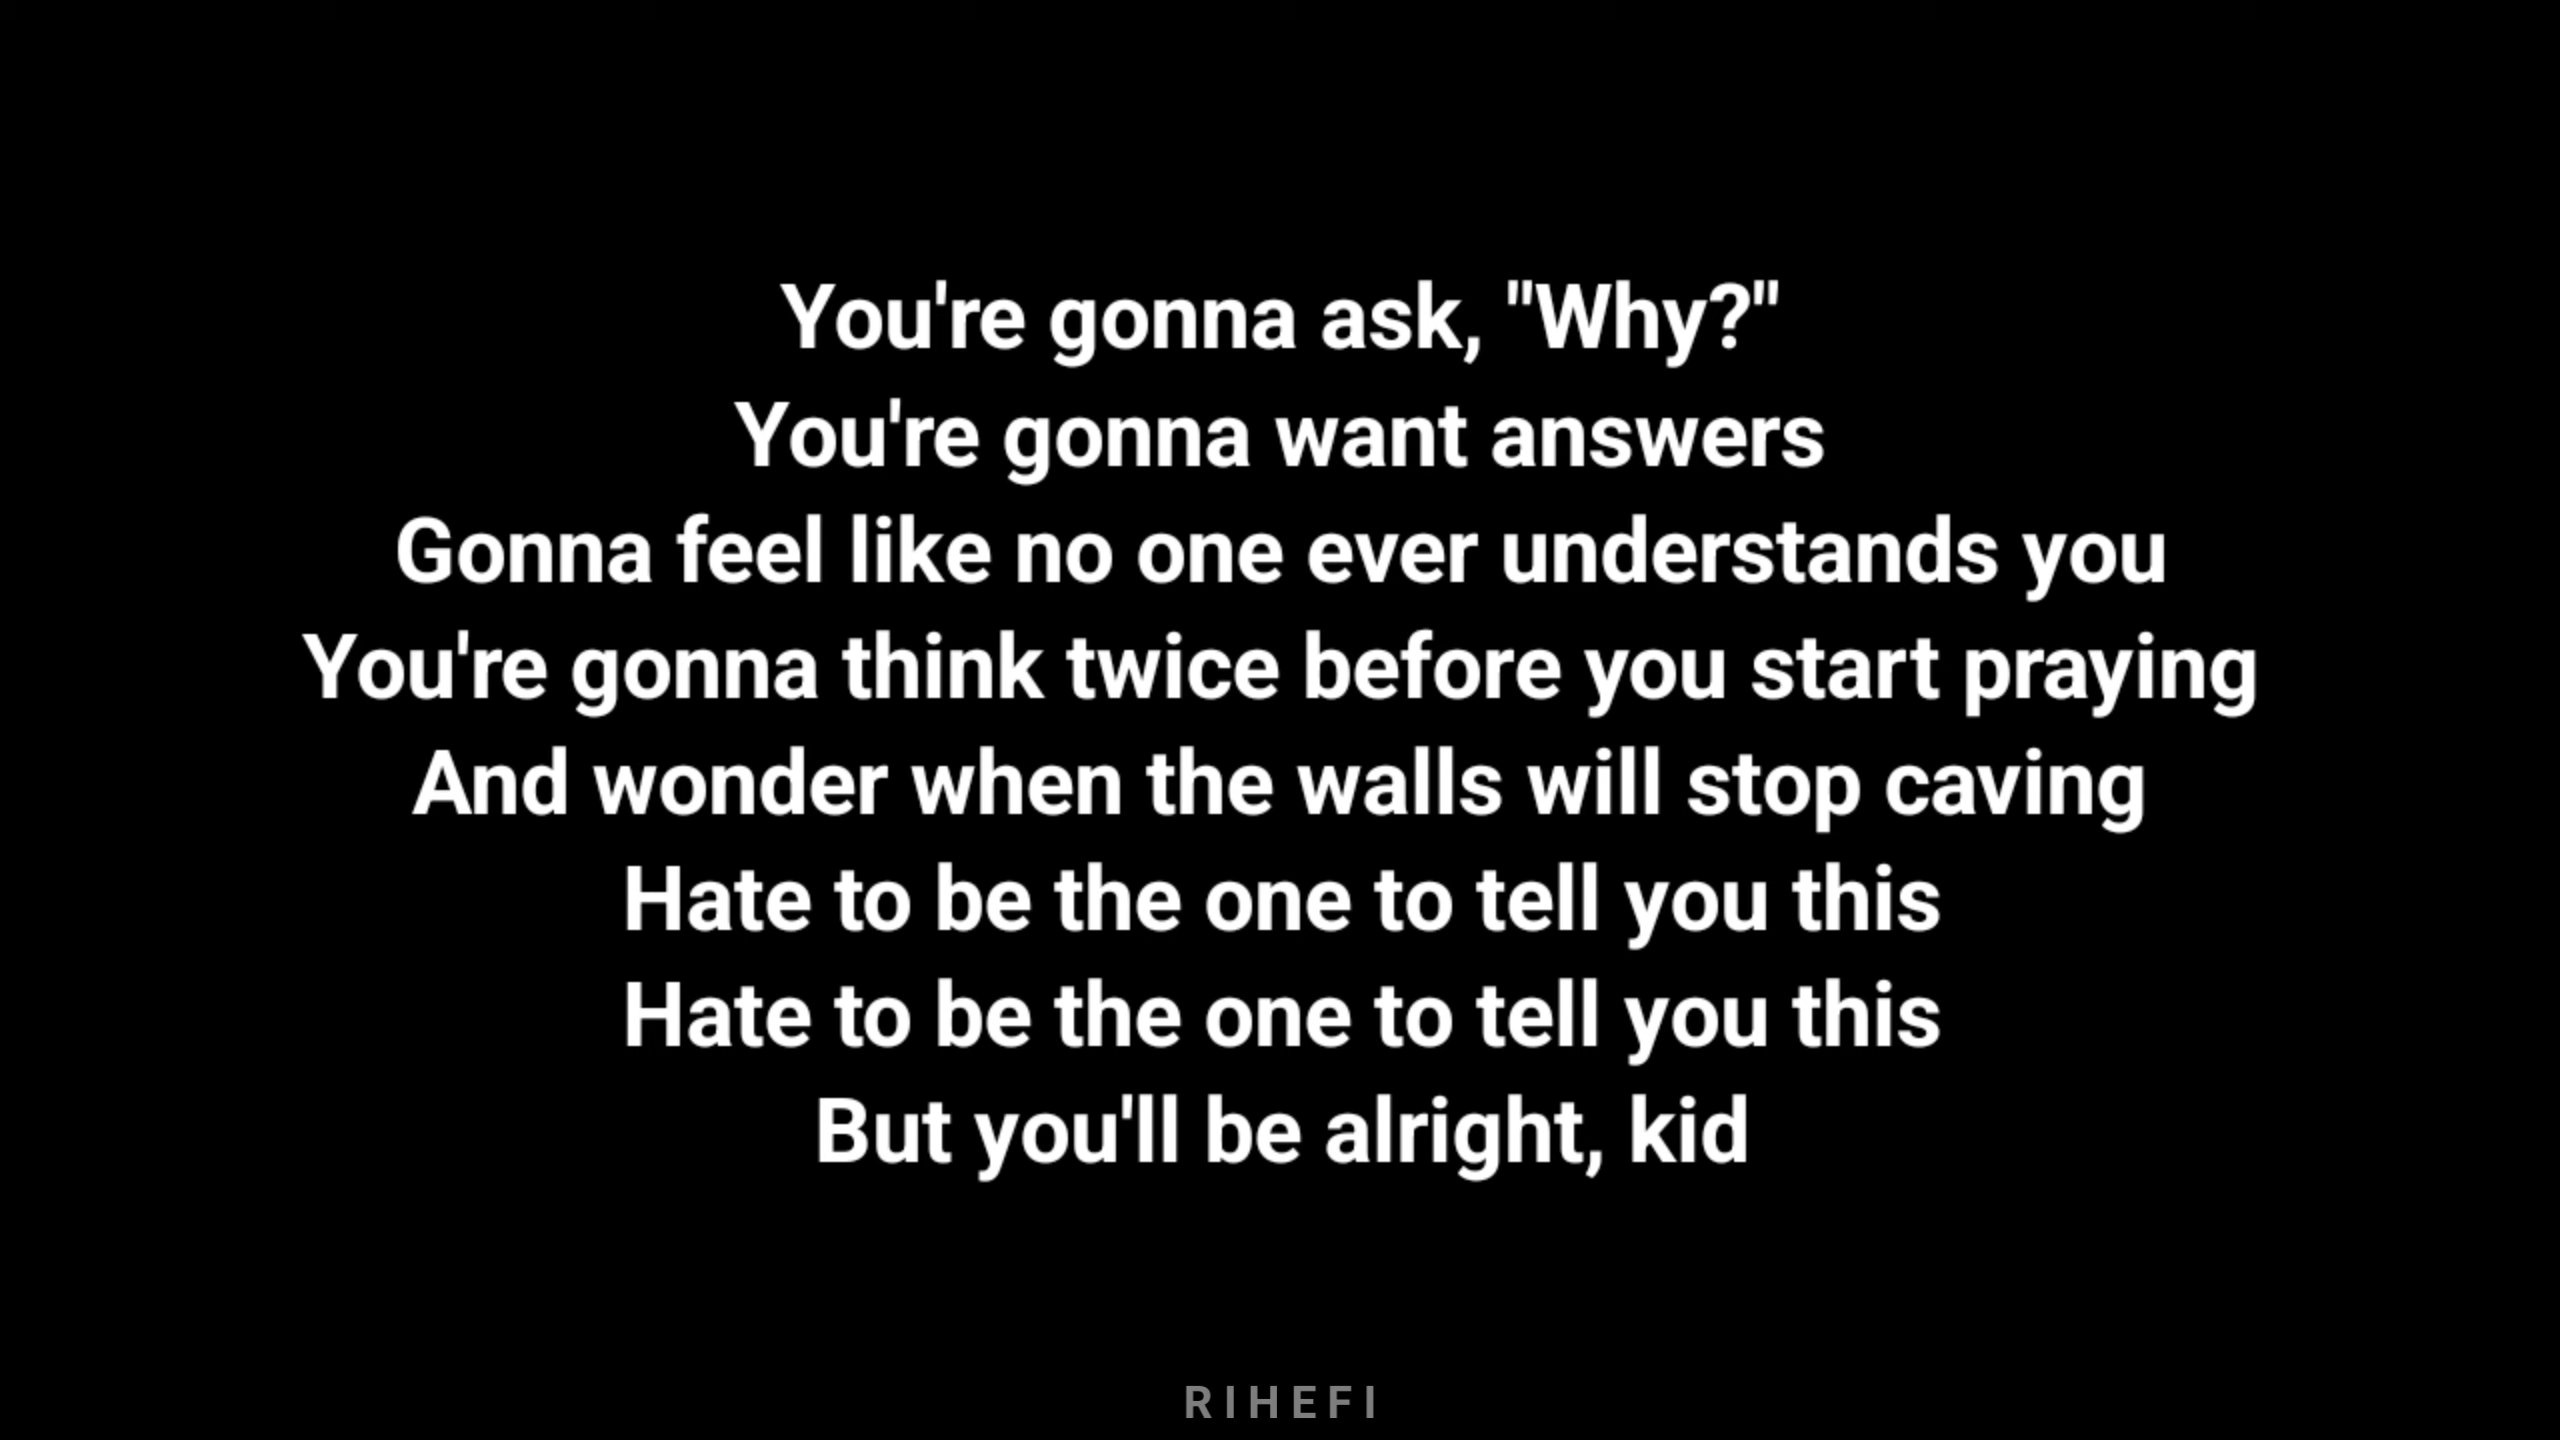 You're gonna ask, "Why?"
You're gonna want answers
Gonna feel like no one ever understands you
You're gonna think twice before you start praying
And wonder when the walls will stop caving
Hate to be the one to tell you this
Hate to be the one to tell you this
But you'll be alright, kid
RIHEFI